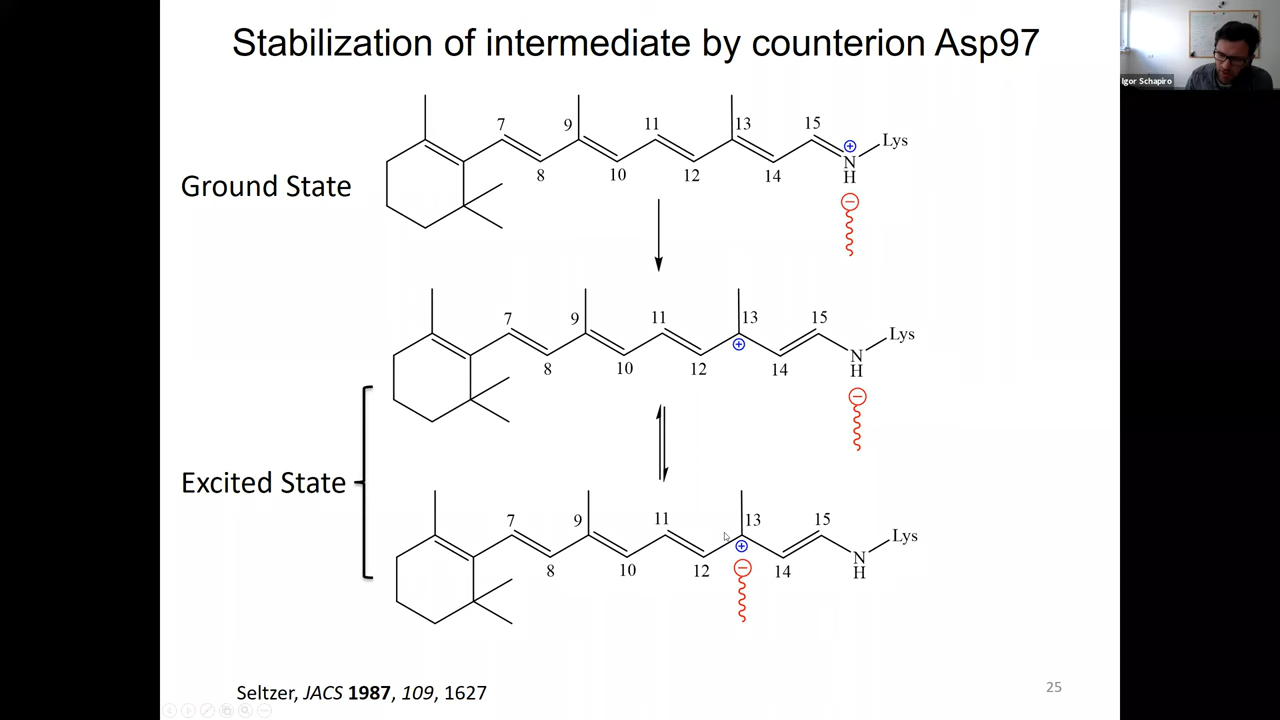 Stabilization of intermediate by counterion Asp97
Igor Schapiro
7 9 11 13 15
8 10 12 14
⊕
N
H
Lys
⊖
Ground State
7 9 11 13 15
8 10 12 14
⊕
N
H
Lys
⊖
Excited State
7 9 11 13 15
8 10 12 14
⊕
N
H
Lys
⊖
Seltzer, JACS 1987, 109, 1627
25